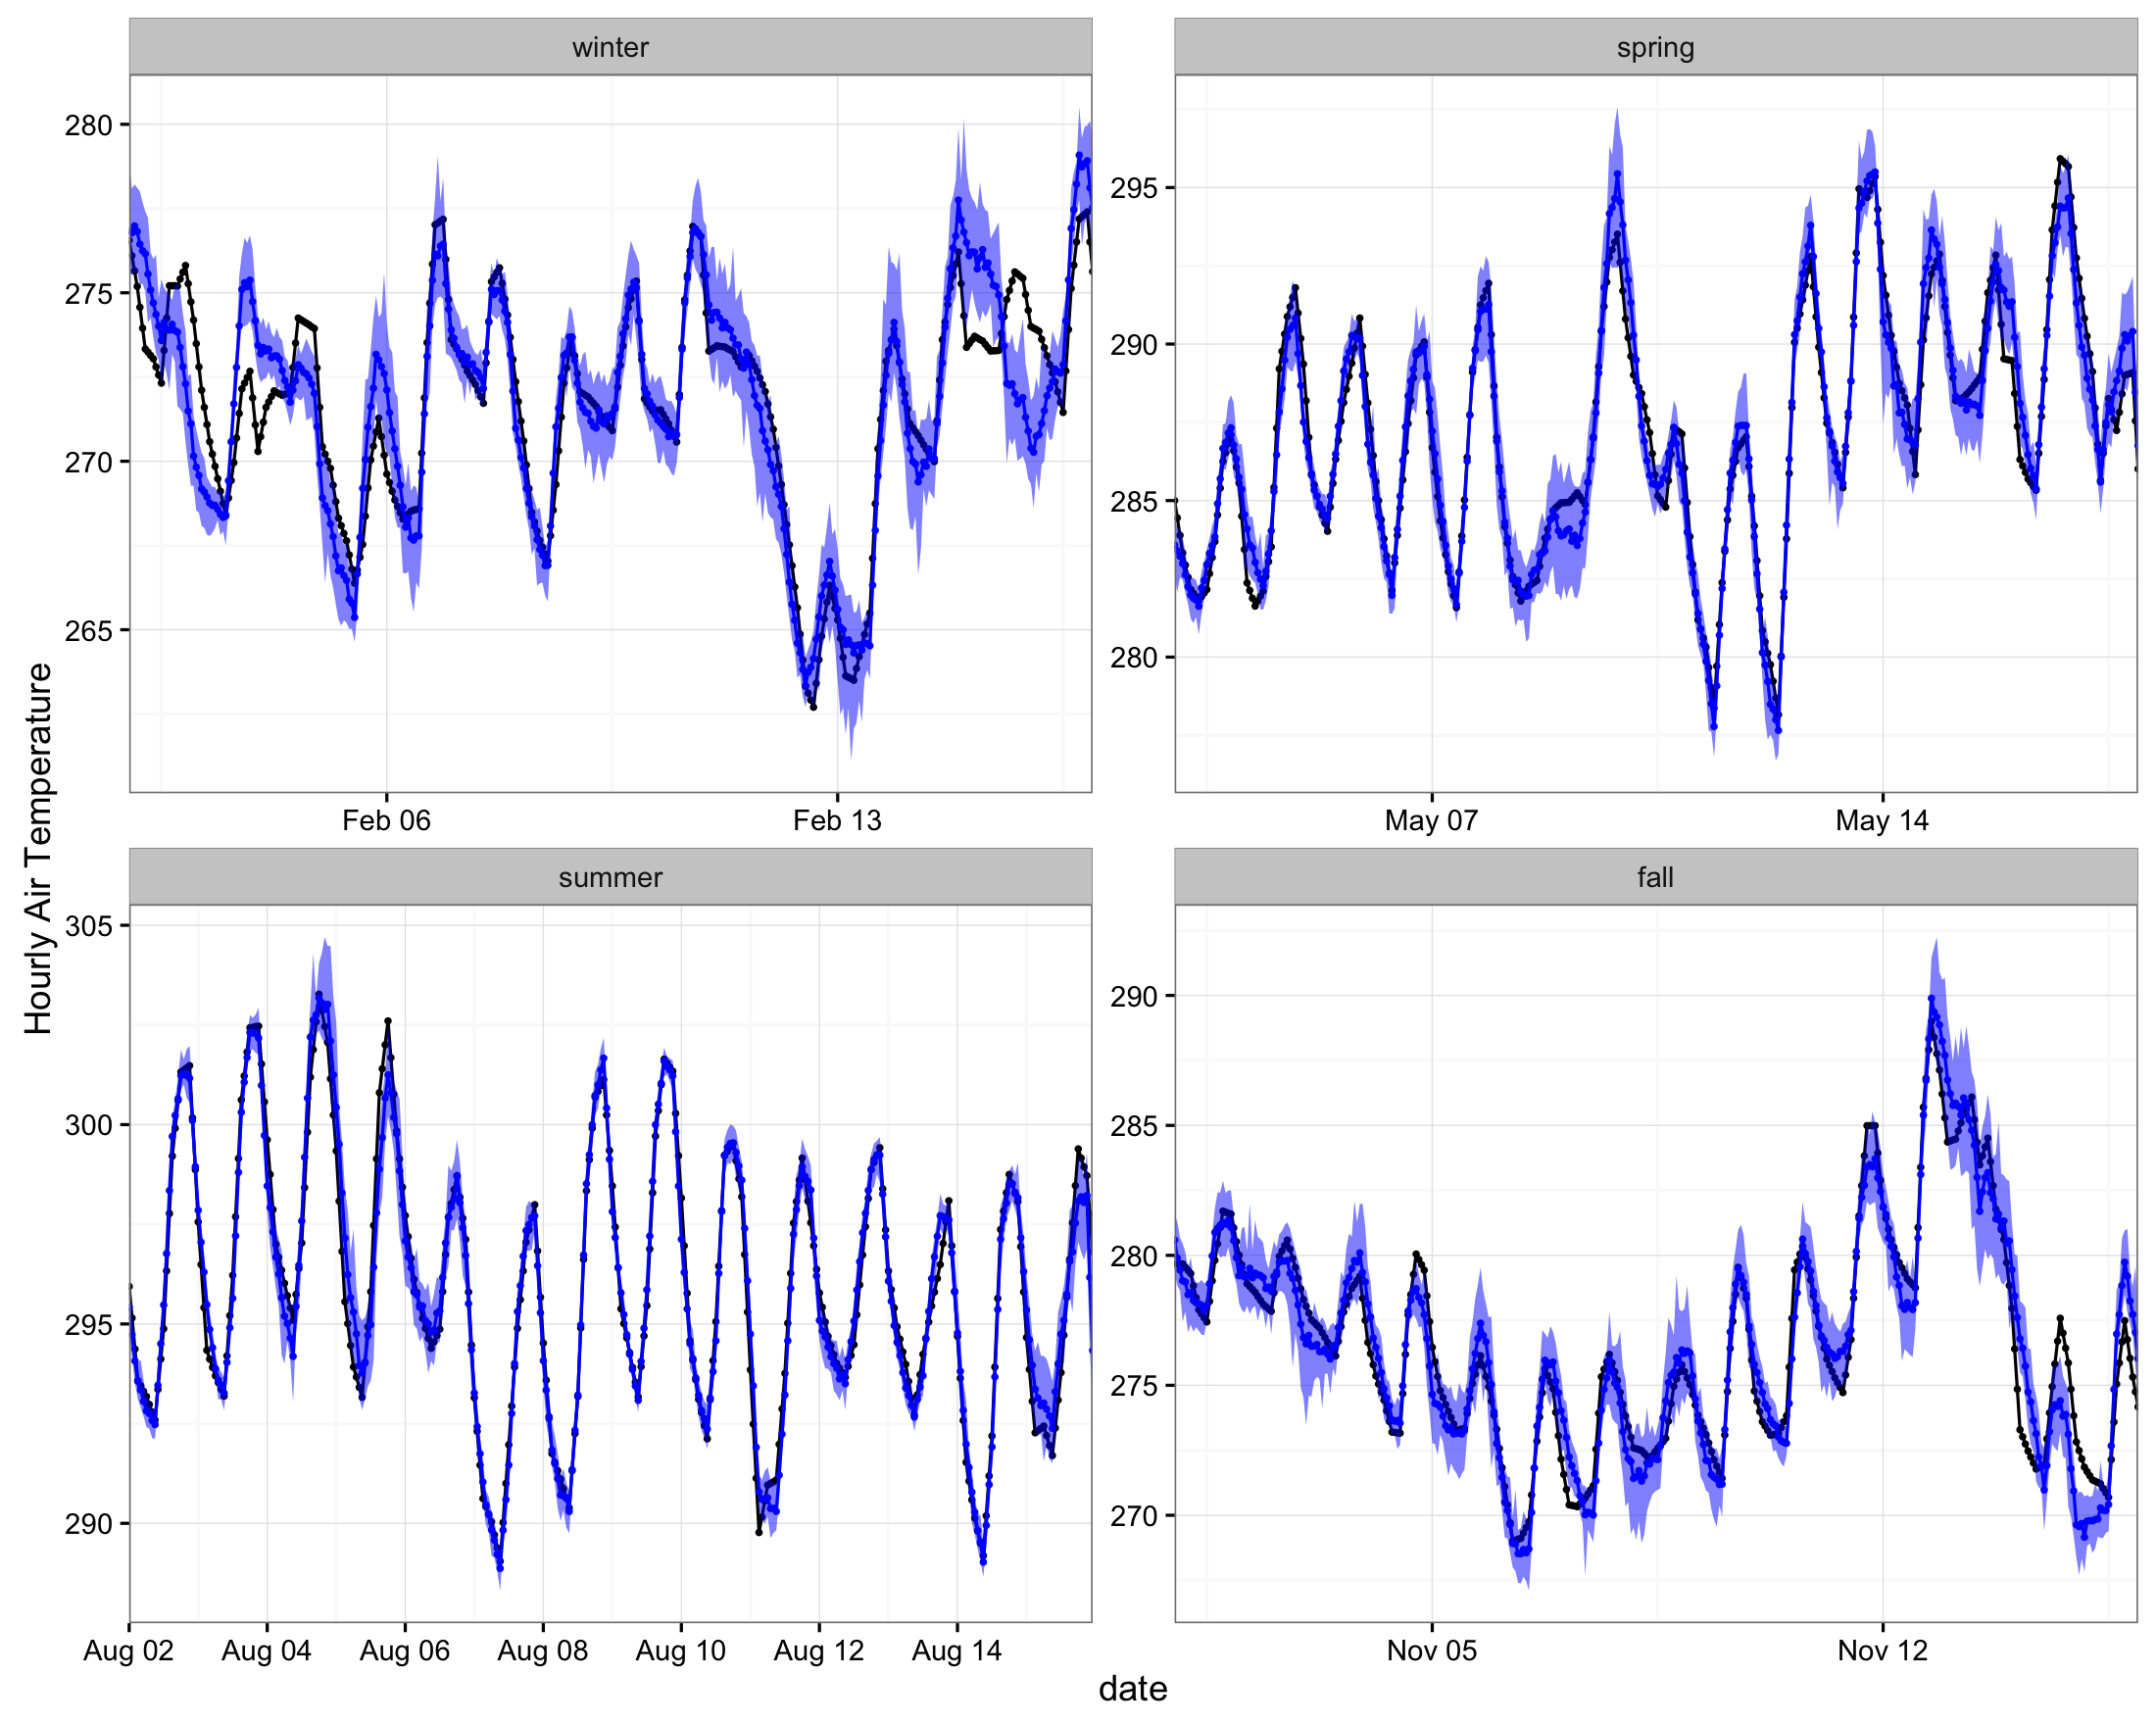 winter
spring
280
275
270
265
295
290
285
280
Feb 06
Feb 13
May 07
May 14
summer
fall
Hourly Air Temperature
305
300
295
290
290
285
280
275
270
Aug 02
Aug 04
Aug 06
Aug 08
Aug 10
Aug 12
Aug 14
Nov 05
Nov 12
date